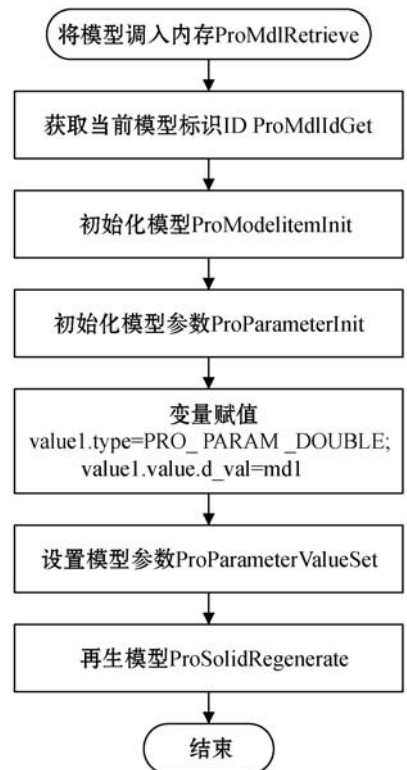 将模型调入内存ProMdlRetrieve
获取当前模型标识ID ProMdlIdGet
初始化模型ProModelitemInit
初始化模型参数ProParameterInit
变量赋值
value1.type=PRO_ PARAM _DOUBLE;
value1.value.d_val=md1
设置模型参数ProParameterValueSet
再生模型ProSolidRegenerate
结束